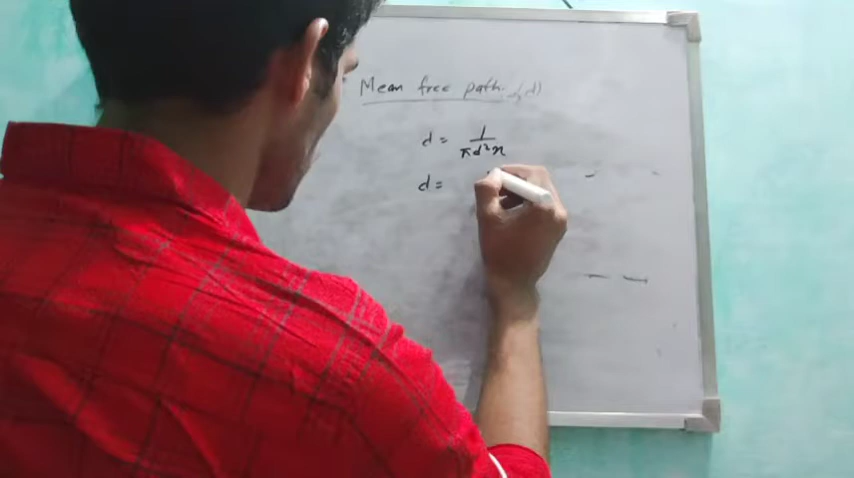 Mean free path (d)
d = 1/πd²n
d =